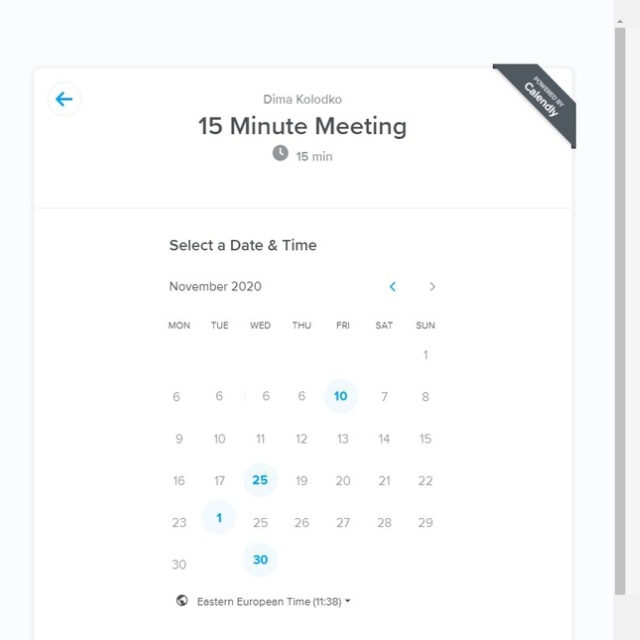 POWERED BY
Calendly
Dima Kolodko
15 Minute Meeting
15 min
Select a Date & Time
November 2020
MON TUE WED THU FRI SAT SUN
1
6 6 6 6 10 7 8
9 10 11 12 13 14 15
16 17 25 19 20 21 22
23 1 25 26 27 28 29
30 30
Eastern European Time (11:38)